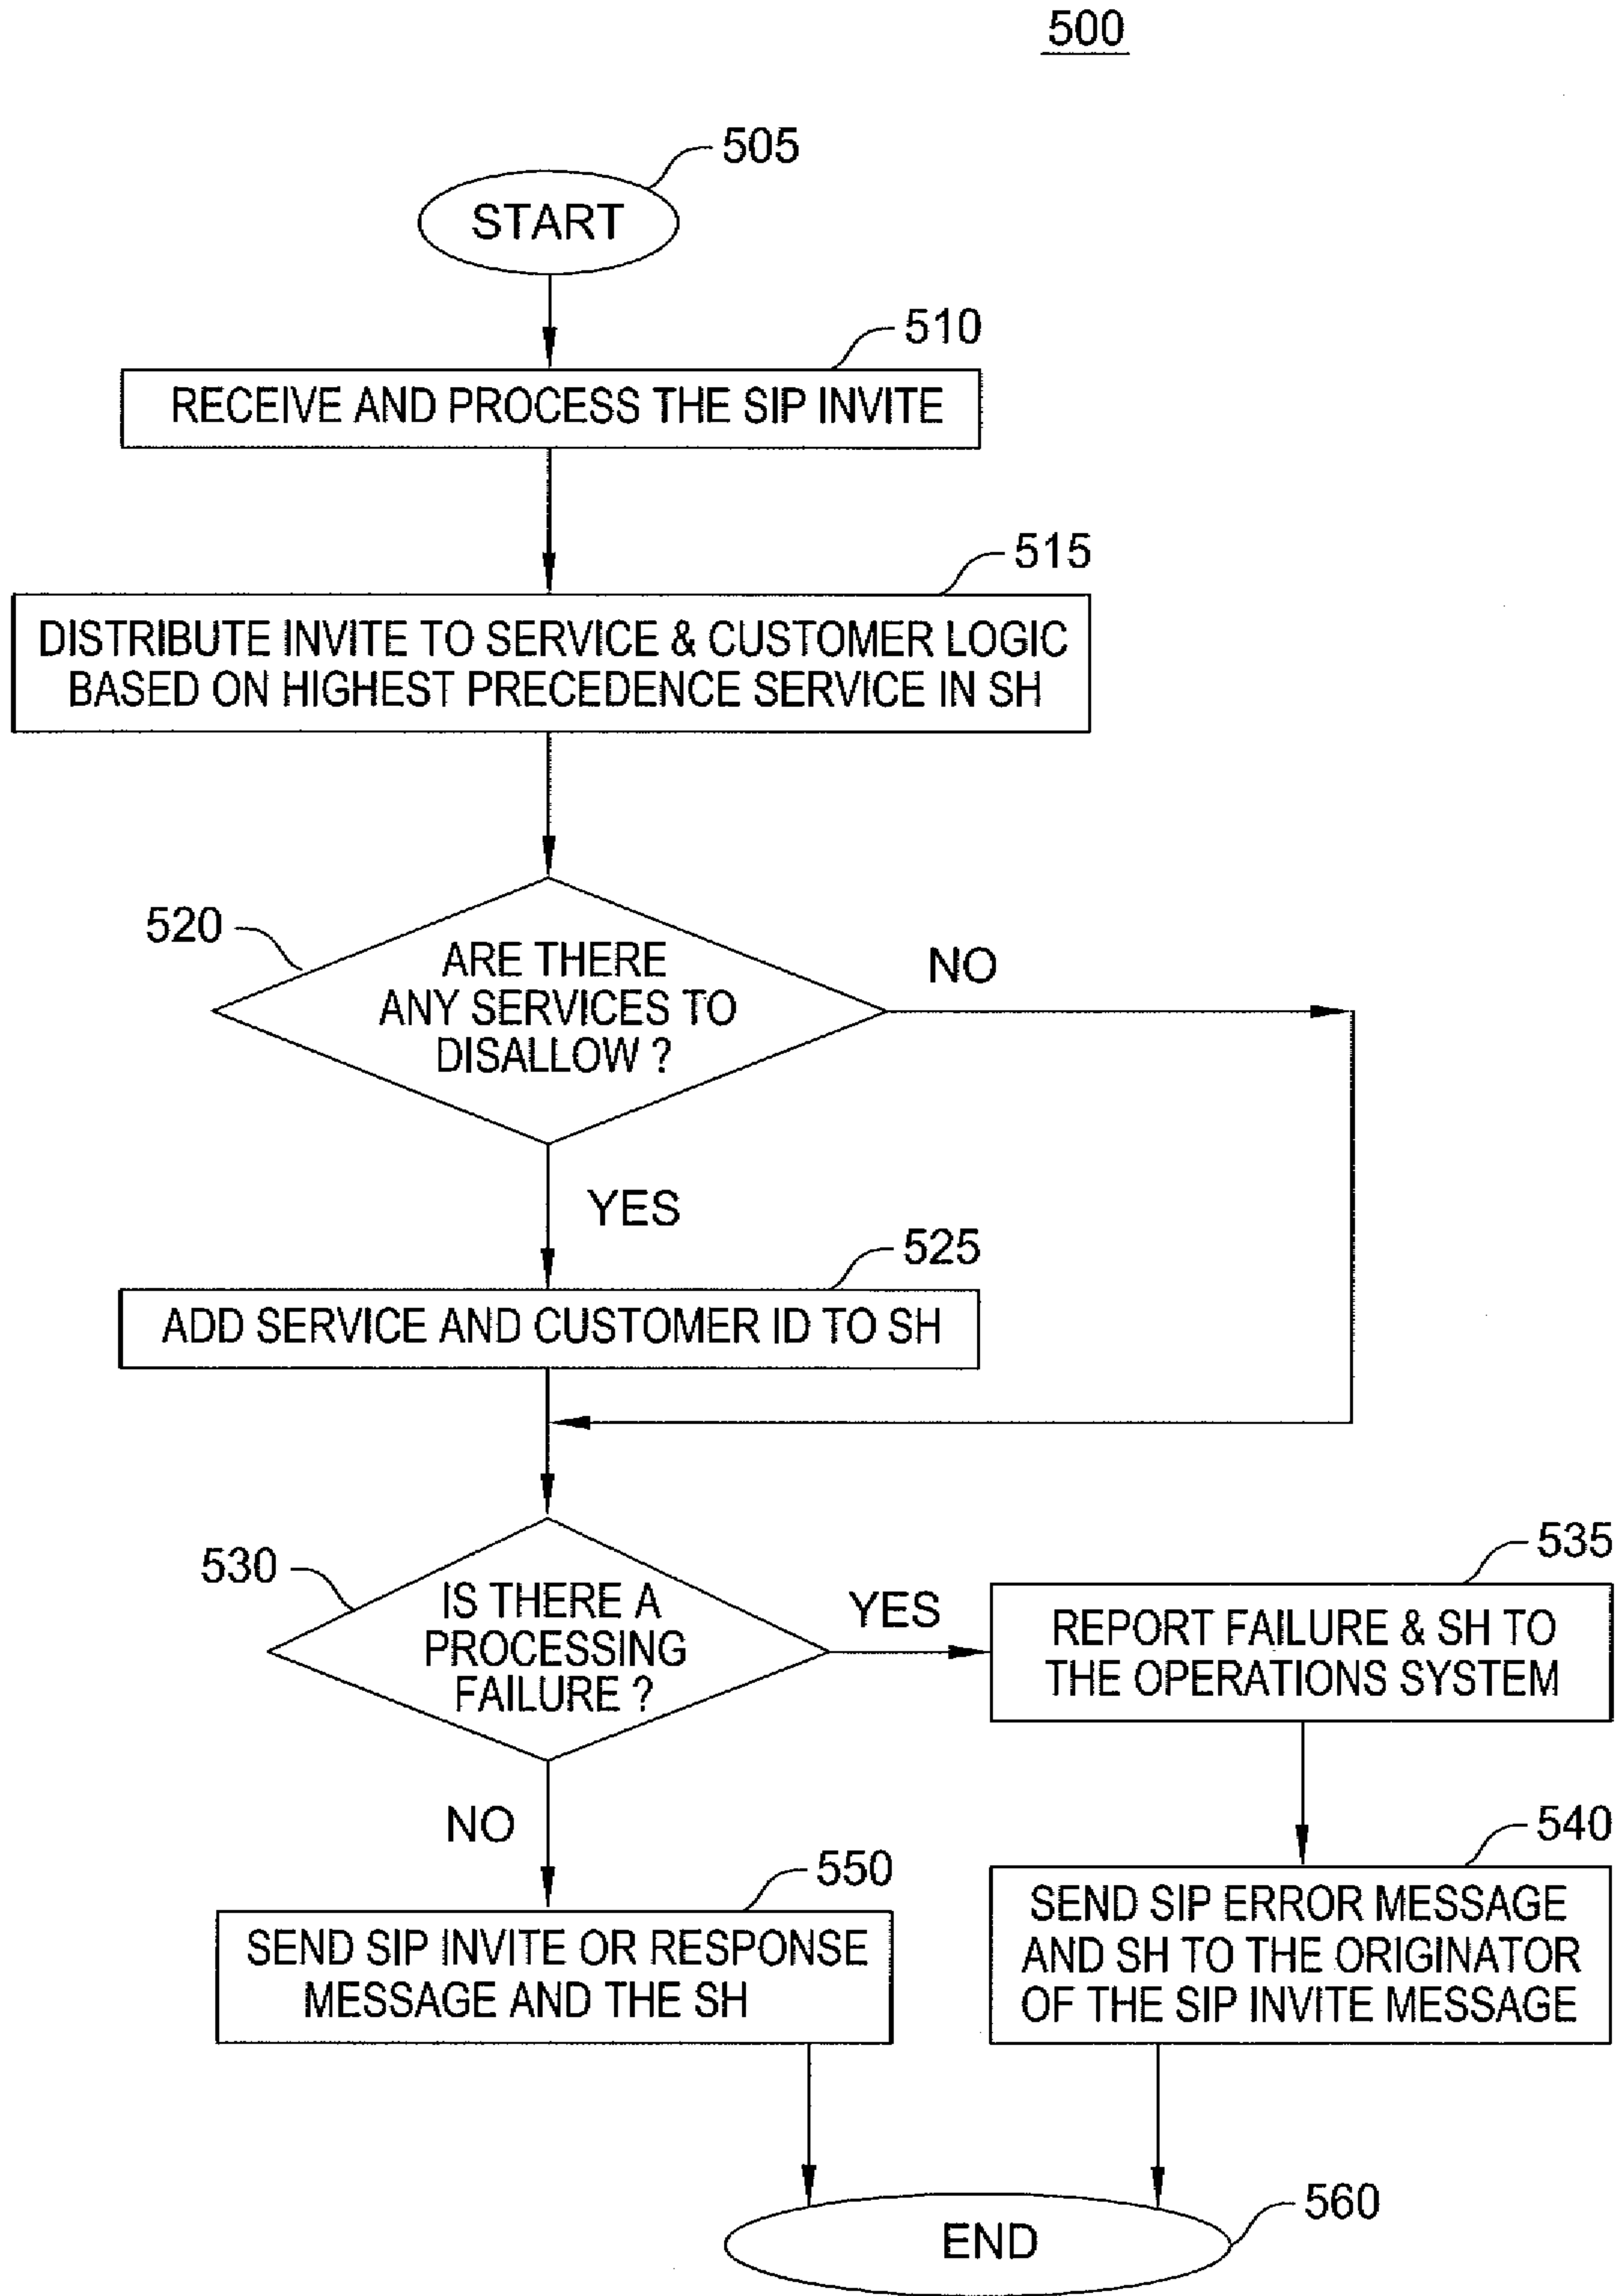 500
505
START
510
RECEIVE AND PROCESS THE SIP INVITE
515
DISTRIBUTE INVITE TO SERVICE & CUSTOMER LOGIC
BASED ON HIGHEST PRECEDENCE SERVICE IN SH
520
ARE THERE
ANY SERVICES TO
DISALLOW ?
NO
YES
525
ADD SERVICE AND CUSTOMER ID TO SH
530
IS THERE A
PROCESSING
FAILURE ?
YES
535
REPORT FAILURE & SH TO
THE OPERATIONS SYSTEM
NO
550
SEND SIP INVITE OR RESPONSE
MESSAGE AND THE SH
540
SEND SIP ERROR MESSAGE
AND SH TO THE ORIGINATOR
OF THE SIP INVITE MESSAGE
560
END